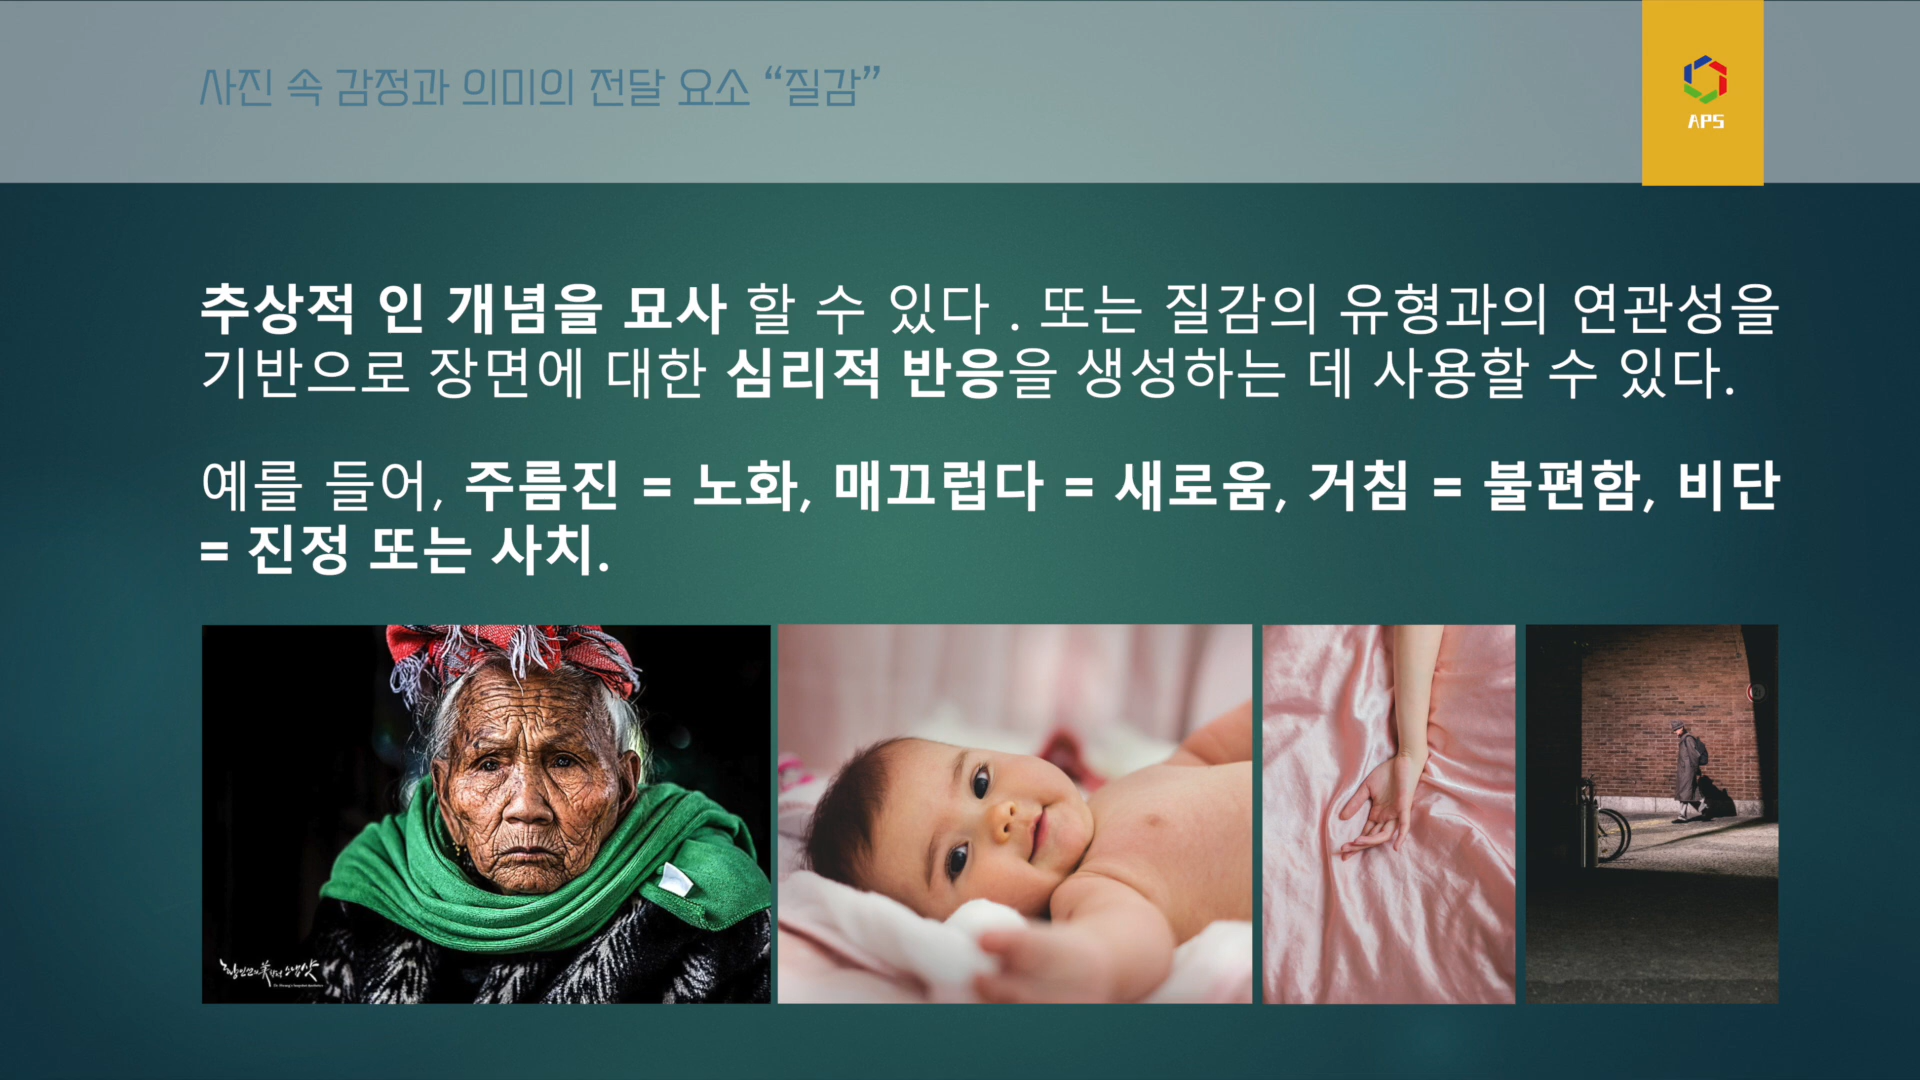 사진 속 감정과 의미의 전달 요소 “질감”
APS
추상적 인 개념을 묘사 할 수 있다 . 또는 질감의 유형과의 연관성을
기반으로 장면에 대한 심리적 반응을 생성하는 데 사용할 수 있다.
예를 들어, 주름진 = 노화, 매끄럽다 = 새로움, 거침 = 불편함, 비단
= 진정 또는 사치.